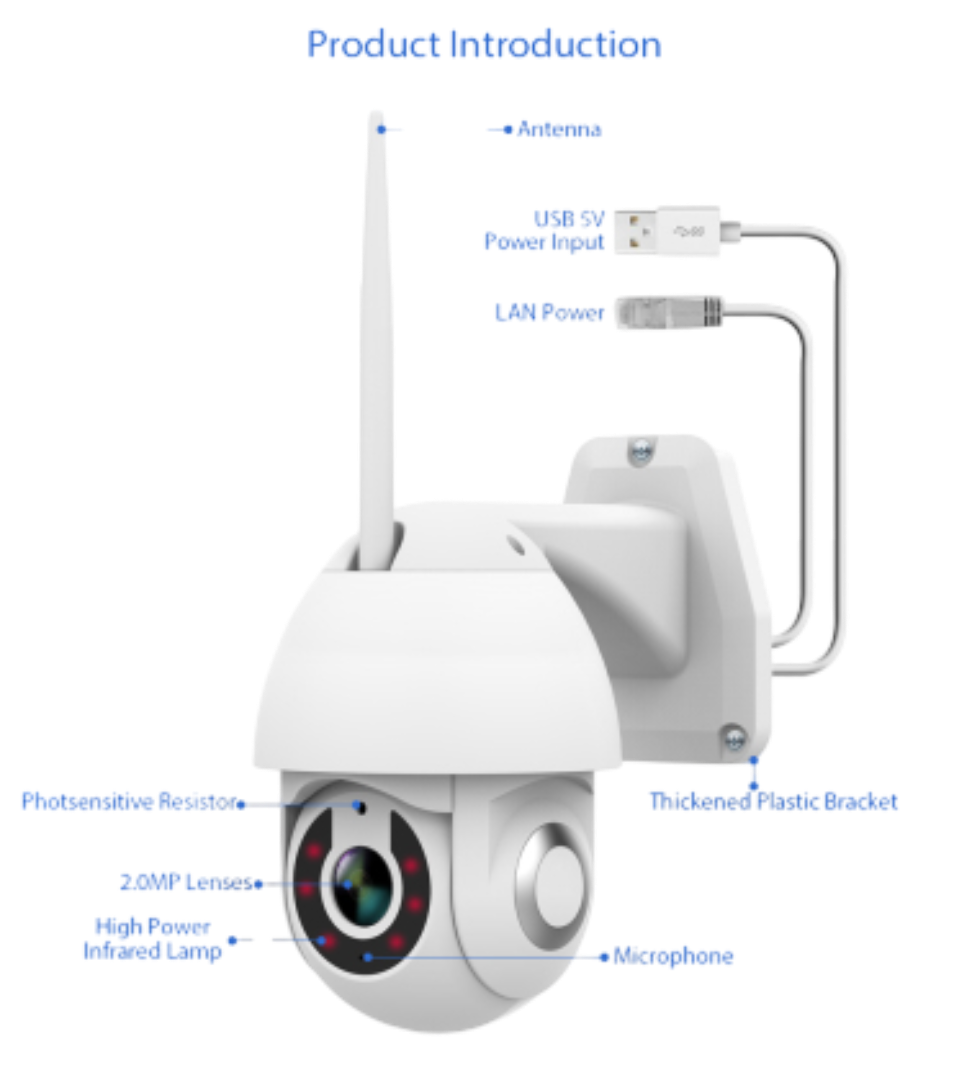 Product Introduction
Antenna
USB 5V
Power Input
LAN Power
Photsensitive Resistor
Thickened Plastic Bracket
2.0MP Lenses
High Power
Infrared Lamp
Microphone